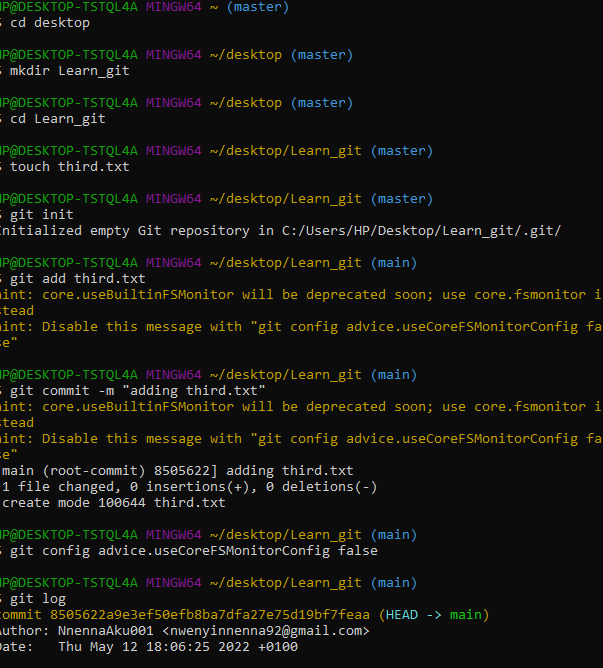 HP@DESKTOP-TSTQL4A MINGW64 ~ (master)
$ cd desktop
HP@DESKTOP-TSTQL4A MINGW64 ~/desktop (master)
$ mkdir Learn_git
HP@DESKTOP-TSTQL4A MINGW64 ~/desktop (master)
$ cd Learn_git
HP@DESKTOP-TSTQL4A MINGW64 ~/desktop/Learn_git (master)
$ touch third.txt
HP@DESKTOP-TSTQL4A MINGW64 ~/desktop/Learn_git (master)
$ git init
Initialized empty Git repository in C:/Users/HP/Desktop/Learn_git/.git/
HP@DESKTOP-TSTQL4A MINGW64 ~/desktop/Learn_git (main)
$ git add third.txt
hint: core.useBuiltinFSMonitor will be deprecated soon; use core.fsmonitor i
nstead
hint: Disable this message with "git config advice.useCoreFSMonitorConfig fa
lse"
HP@DESKTOP-TSTQL4A MINGW64 ~/desktop/Learn_git (main)
$ git commit -m "adding third.txt"
hint: core.useBuiltinFSMonitor will be deprecated soon; use core.fsmonitor i
nstead
hint: Disable this message with "git config advice.useCoreFSMonitorConfig fa
lse"
[main (root-commit) 8505622] adding third.txt
1 file changed, 0 insertions(+), 0 deletions(-)
create mode 100644 third.txt
HP@DESKTOP-TSTQL4A MINGW64 ~/desktop/Learn_git (main)
$ git config advice.useCoreFSMonitorConfig false
HP@DESKTOP-TSTQL4A MINGW64 ~/desktop/Learn_git (main)
$ git log
commit 8505622a9e3ef50efb8ba7dfa27e75d19bf7feaa (HEAD -> main)
Author: NnennaAku001 <nwenyinnenna92@gmail.com>
Date:   Thu May 12 18:06:25 2022 +0100